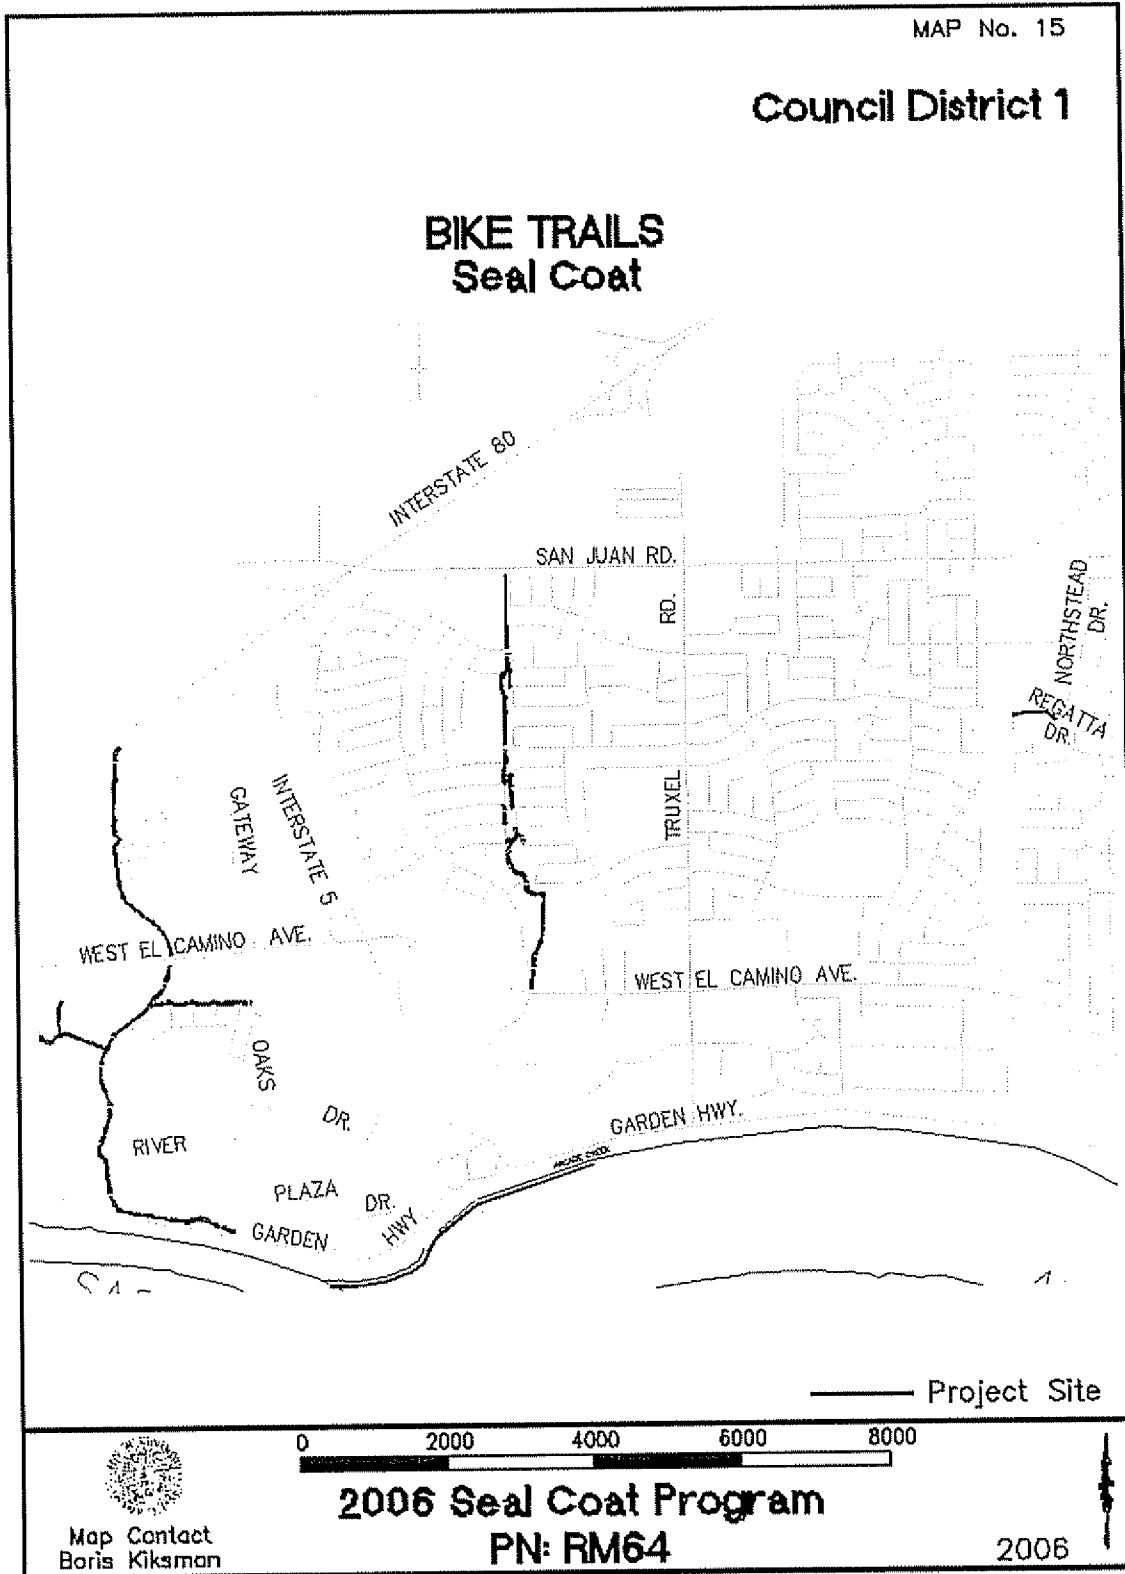 MAP No. 15
Council District 1
BIKE TRAILS
Seal Coat
INTERSTATE 80
SAN JUAN RD.
RD.
NORTHSTEAD
DR.
REGATTA
DR.
GATEWAY
INTERSTATE 5
TRUXEL
WEST EL CAMINO AVE.
WEST EL CAMINO AVE.
OAKS
DR.
GARDEN HWY.
RIVER
ARCADE CREEK
PLAZA
DR.
GARDEN
HWY
Project Site
0 2000 4000 6000 8000
2006 Seal Coat Program
PN: RM64
Map Contact
Boris Kiksman
2006